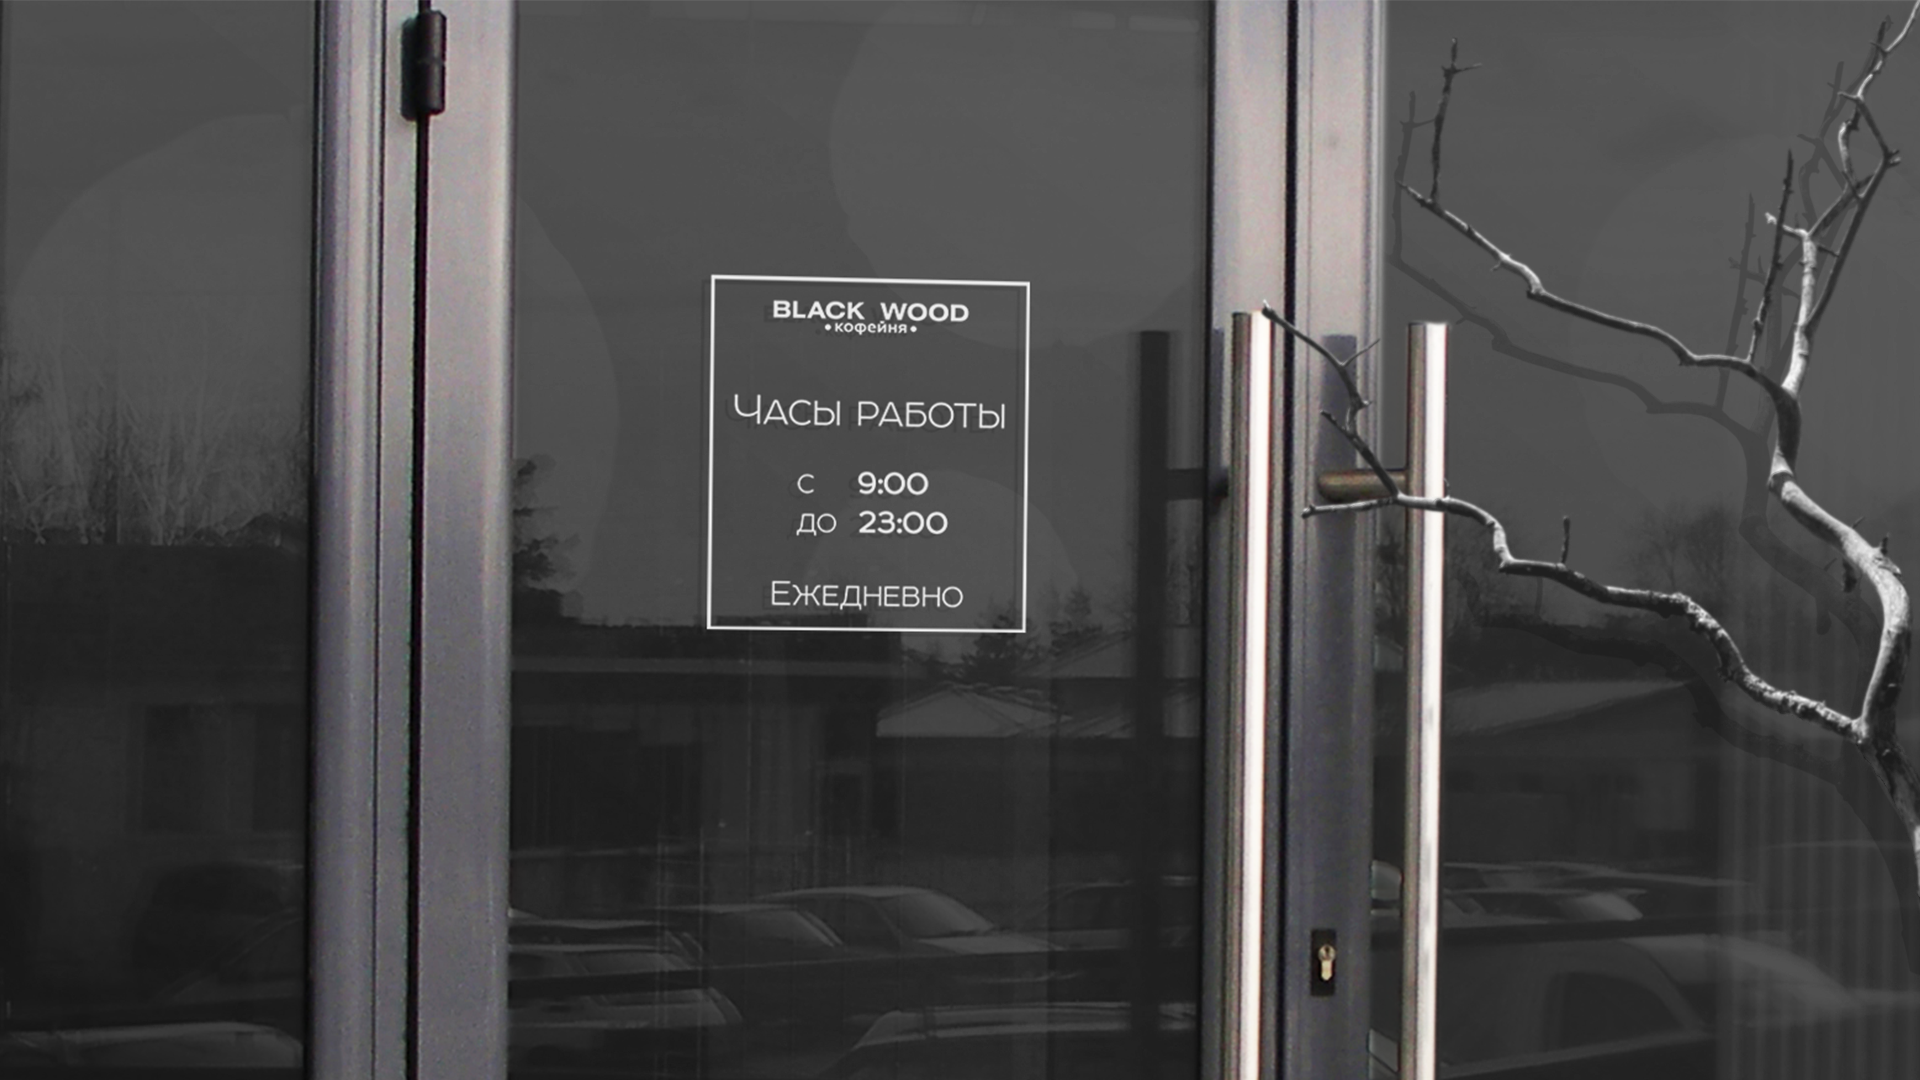 BLACK WOOD
•кофейня•
Часы работы
с 9:00
до 23:00
Ежедневно